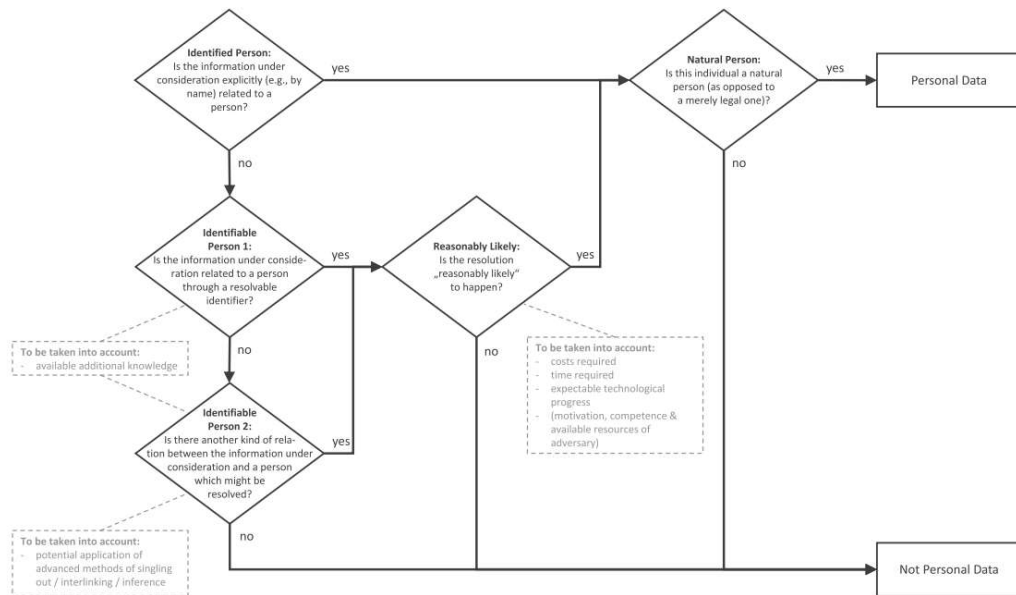 Identified Person:
Is the information under
consideration explicitly (e.g., by
name) related to a
person?
yes
no
Natural Person:
Is this individual a natural
person (as opposed to
a merely legal one)?
yes
no
Personal Data
Identifiable
Person 1:
Is the information under conside-
ration related to a person
through a resolvable
identifier?
yes
no
Reasonably Likely:
Is the resolution
„reasonably likely“
to happen?
yes
no
To be taken into account:
- available additional knowledge
To be taken into account:
- costs required
- time required
- expectable technological
progress
- (motivation, competence &
available resources of
adversary)
Identifiable
Person 2:
Is there another kind of rela-
tion between the information under
consideration and a person
which might be
resolved?
yes
no
To be taken into account:
- potential application of
advanced methods of singling
out / interlinking / inference
Not Personal Data